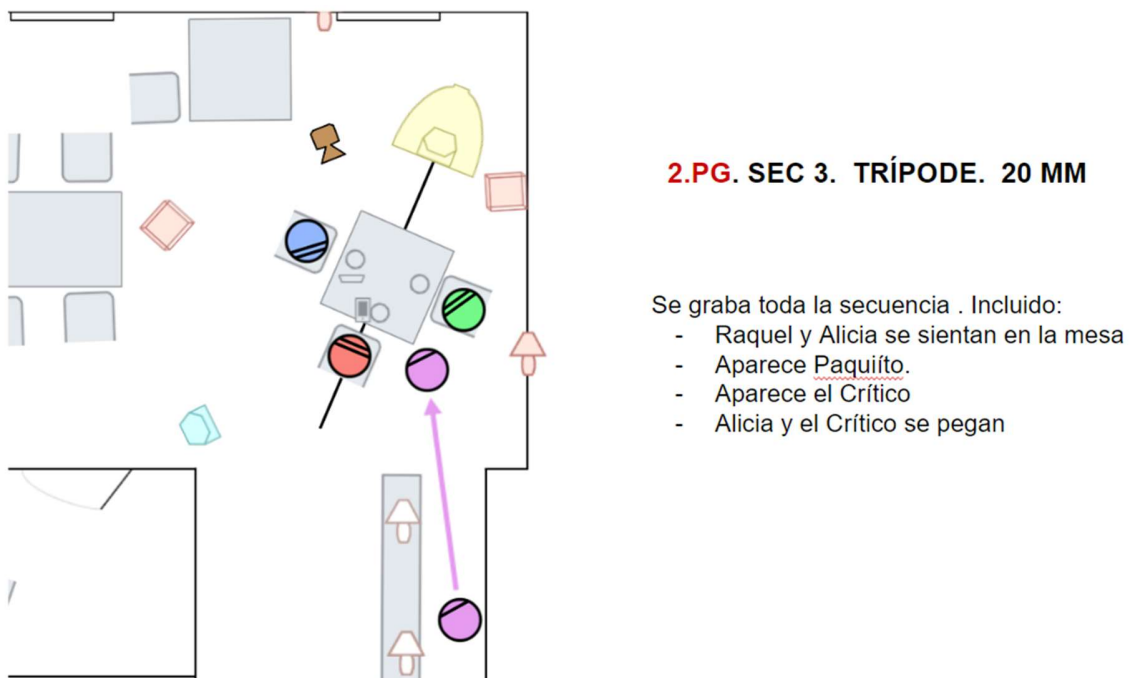 2.PG. SEC 3. TRÍPODE. 20 MM
Se graba toda la secuencia . Incluido:
- Raquel y Alicia se sientan en la mesa
- Aparece Paquiíto.
- Aparece el Crítico
- Alicia y el Crítico se pegan